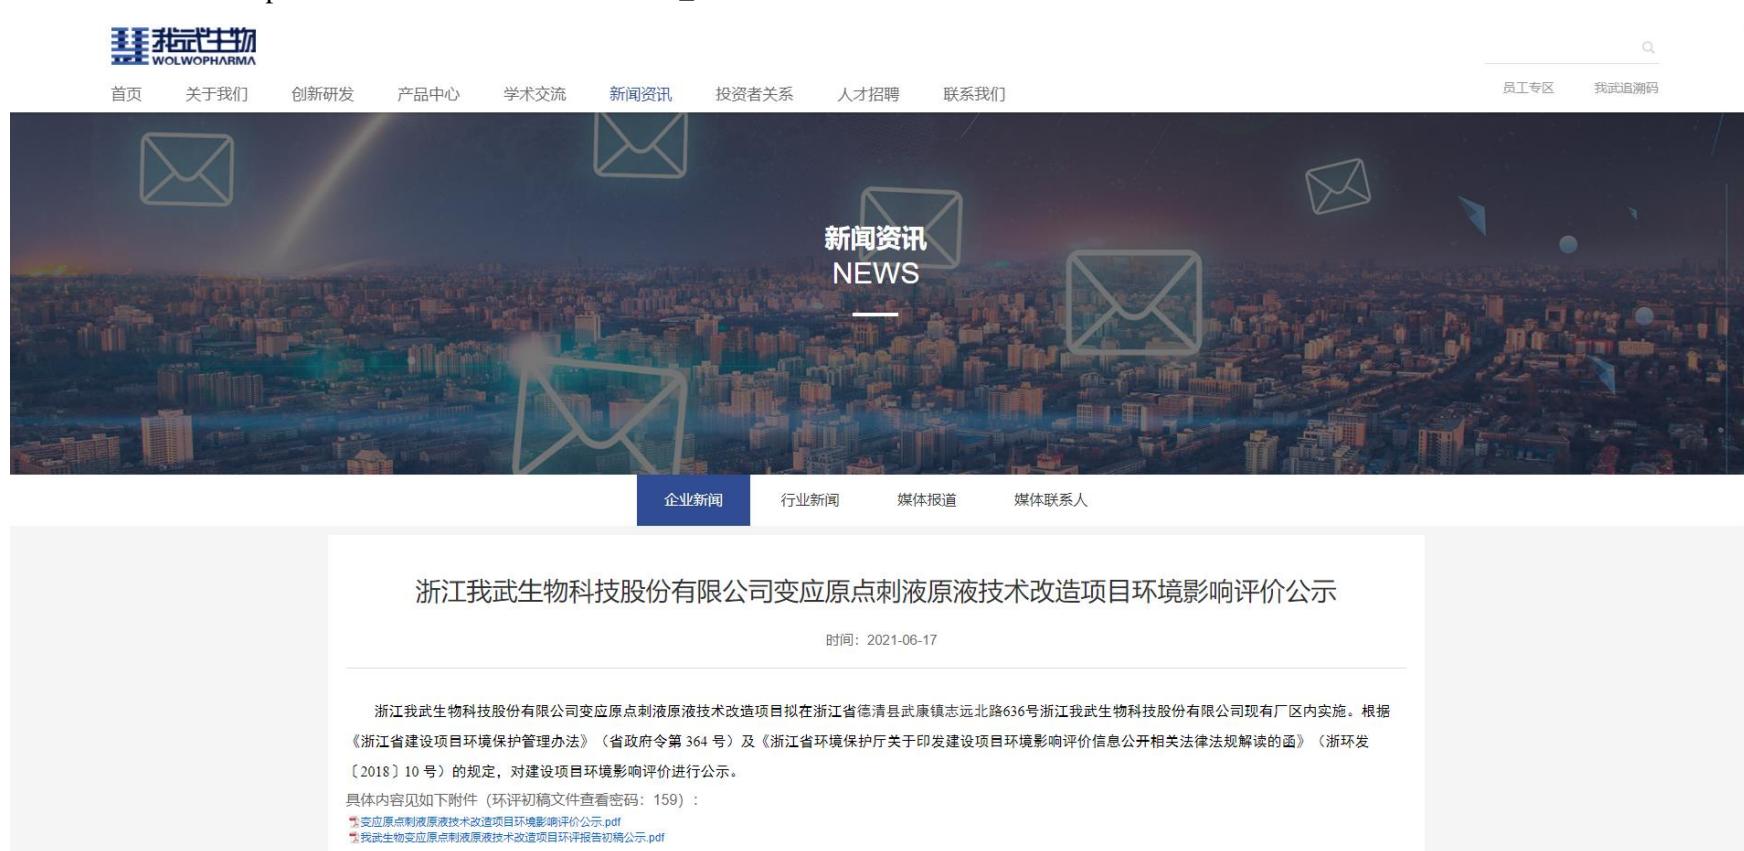 我武生物
WOLWOPHARMA
员工专区 我武追溯码
首页 关于我们 创新研发 产品中心 学术交流 新闻资讯 投资者关系 人才招聘 联系我们
新闻资讯
NEWS
企业新闻 行业新闻 媒体报道 媒体联系人
浙江我武生物科技股份有限公司变应原点刺液原液技术改造项目环境影响评价公示
时间：2021-06-17
浙江我武生物科技股份有限公司变应原点刺液原液技术改造项目拟在浙江省德清县武康镇志远北路636号浙江我武生物科技股份有限公司现有厂区内实施。根据
《浙江省建设项目环境保护管理办法》（省政府令第 364 号）及《浙江省环境保护厅关于印发建设项目环境影响评价信息公开相关法律法规解读的函》（浙环发
〔2018〕10 号）的规定，对建设项目环境影响评价进行公示。
具体内容见如下附件（环评初稿文件查看密码：159）：
变应原点刺液原液技术改造项目环境影响评价公示.pdf
我武生物变应原点刺液原液技术改造项目环评报告初稿公示.pdf